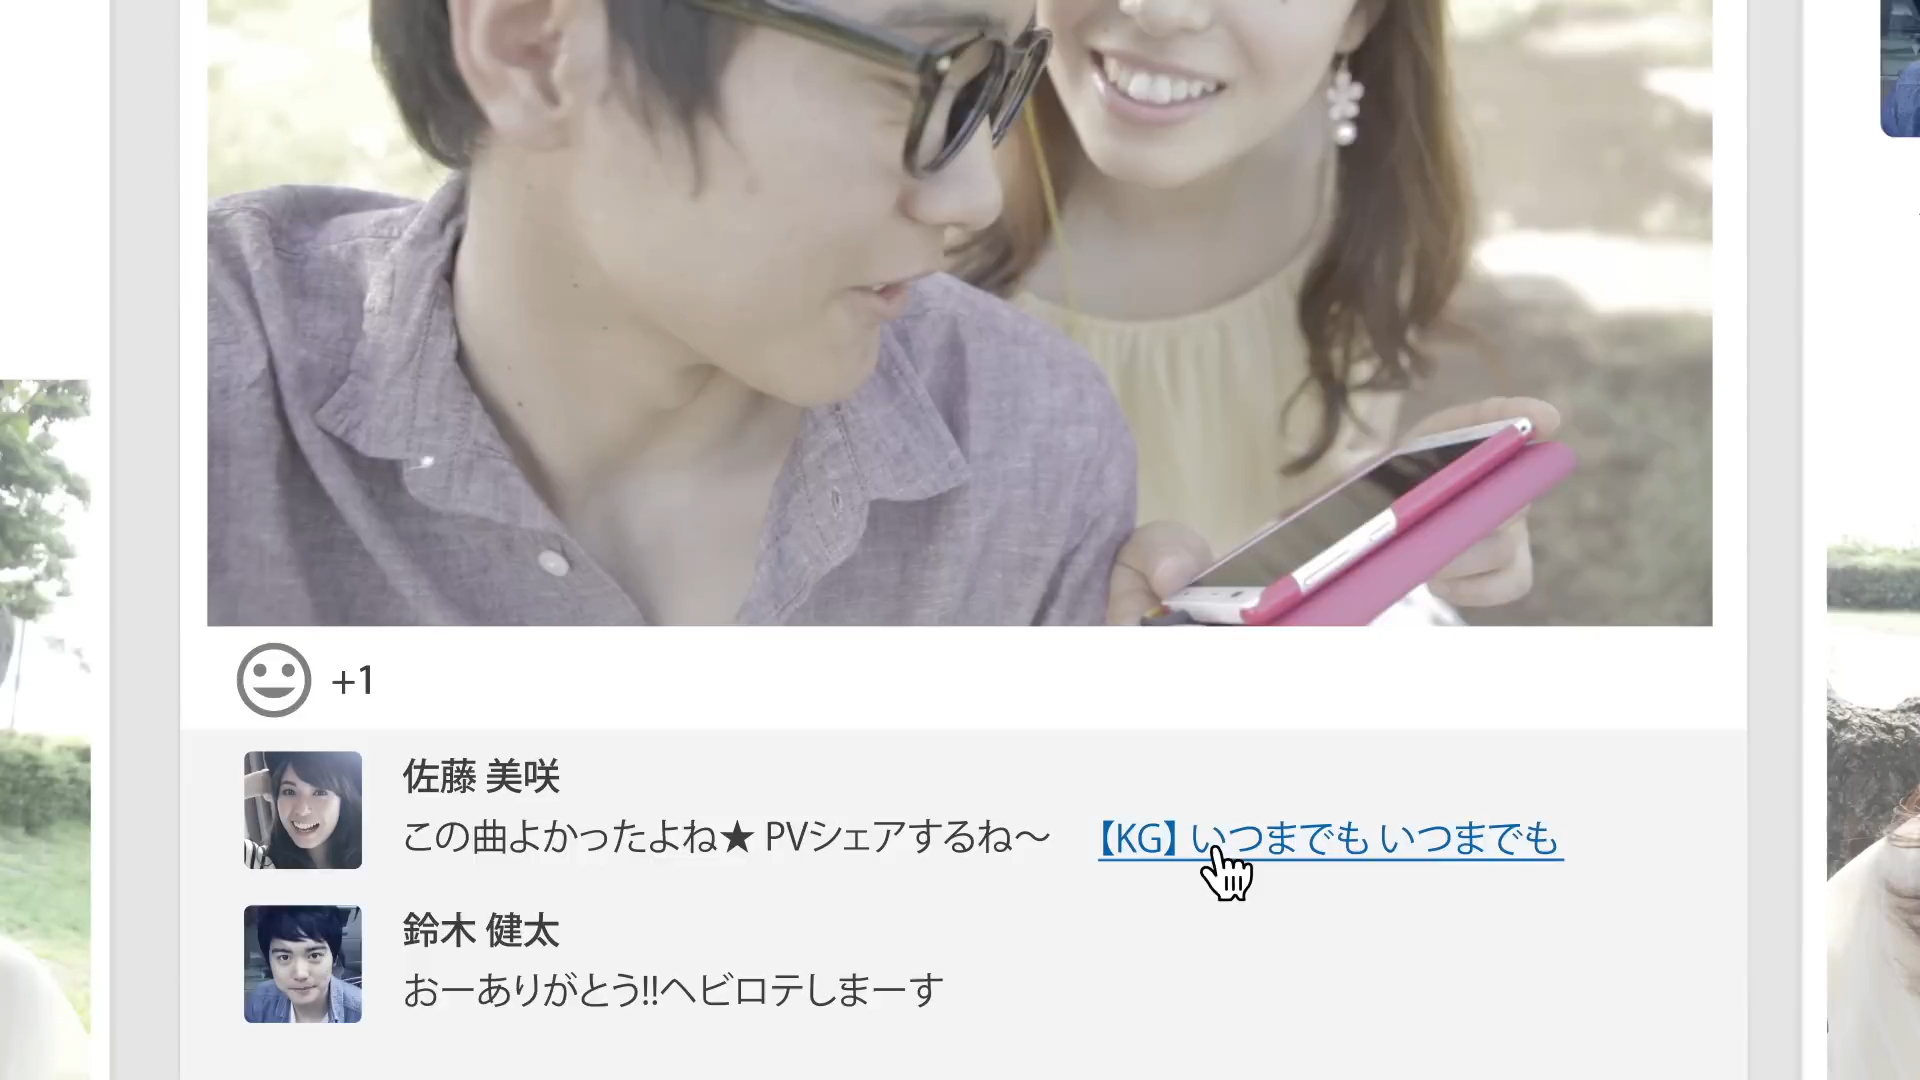 +1
佐藤 美咲
この曲よかったよね★ PVシェアするね～ 【KG】 いつまでも いつまでも
鈴木 健太
おーありがとう!!ヘビロテしまーす